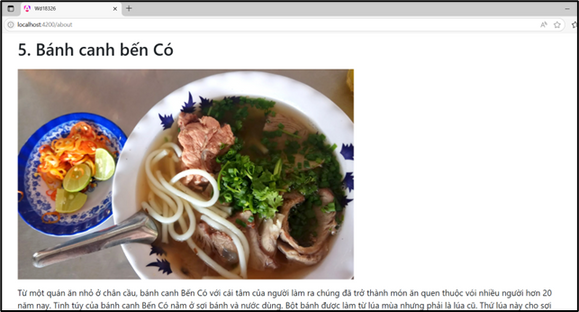 Wd18326
localhost:4200/about
5. Bánh canh bến Có
Từ một quán ăn nhỏ ở chân cầu, bánh canh Bến Có với cái tâm của người làm ra chúng đã trở thành món ăn quen thuộc với nhiều người hơn 20
năm nay. Tinh túy của bánh canh Bến Có nằm ở sợi bánh và nước dùng. Bột bánh được làm từ lúa mùa nhưng phải là lúa cũ. Thứ lúa này cho sợi